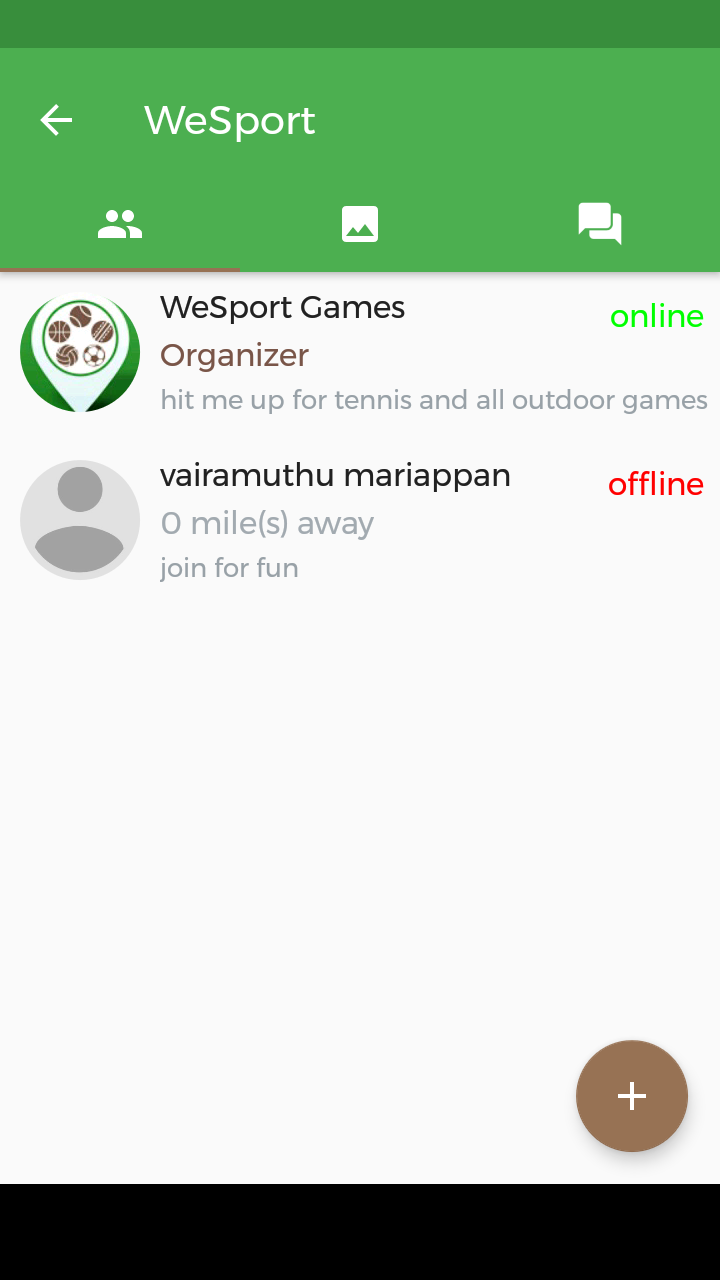 WeSport
WeSport Games
online
Organizer
hit me up for tennis and all outdoor games
vairamuthu mariappan
offline
0 mile(s) away
join for fun